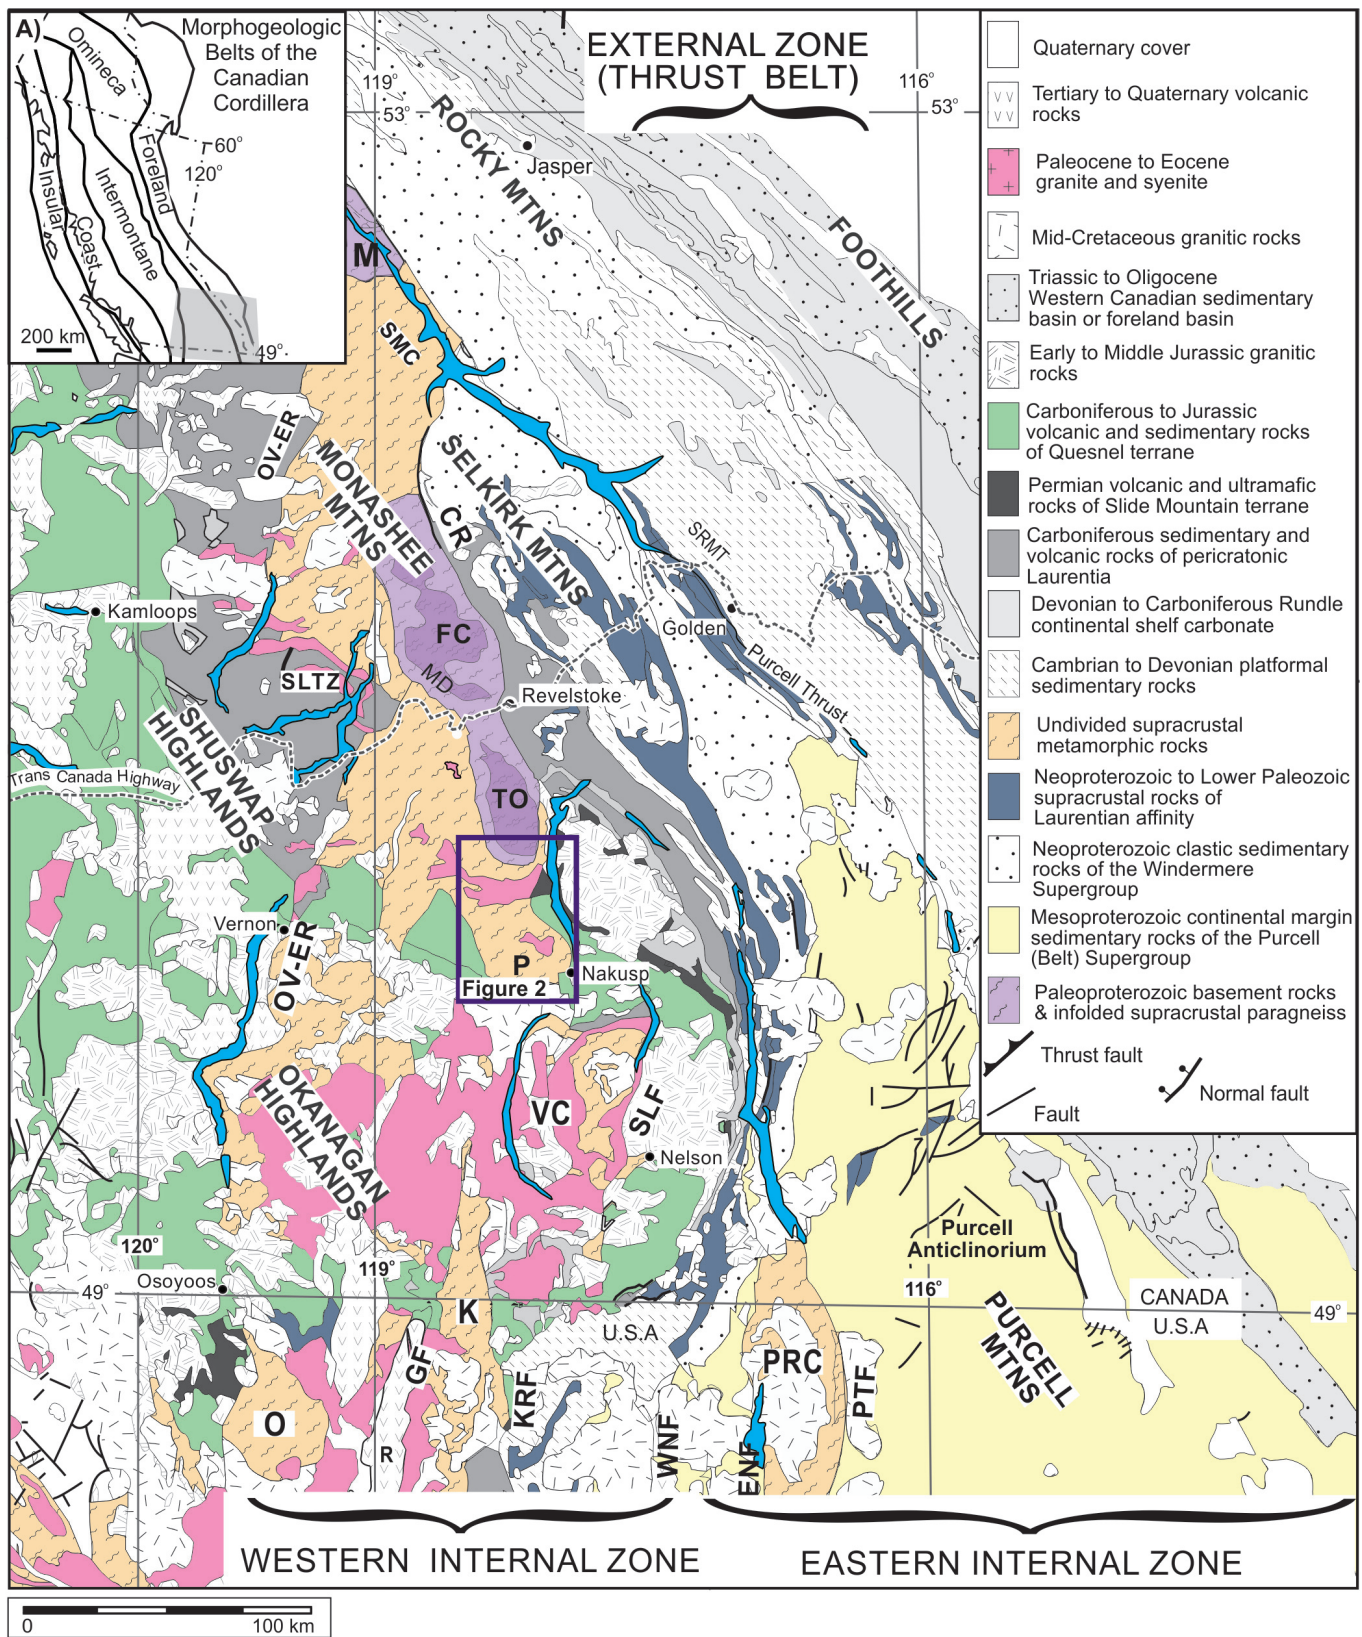 A)
Morphogeologic
Belts of the
Canadian
Cordillera
Omineca
Foreland
Intermontane
Insular
Coast
60°
120°
49°
200 km
EXTERNAL ZONE
(THRUST BELT)
119°
53°
116°
53°
ROCKY MTNS
Jasper
FOOTHILLS
M
SMC
OV-ER
MONASHEE
MTNS
CR
SELKIRK MTNS
SRMT
Kamloops
FC
Golden
SLTZ
MD
Revelstoke
Purcell Thrust
SHUSWAP
HIGHLANDS
Trans Canada Highway
TO
Vernon
OV-ER
P
Nakusp
Figure 2
OKANAGAN
HIGHLANDS
VC
SLF
Nelson
Purcell
Anticlinorium
120°
119°
116°
Osoyoos
49°
K
U.S.A
CANADA
U.S.A
49°
PURCELL
MTNS
GF
KRF
PRC
PTF
O
R
WNF
ENF
WESTERN INTERNAL ZONE
EASTERN INTERNAL ZONE
0
100 km
Quaternary cover
Tertiary to Quaternary volcanic
rocks
Paleocene to Eocene
granite and syenite
Mid-Cretaceous granitic rocks
Triassic to Oligocene
Western Canadian sedimentary
basin or foreland basin
Early to Middle Jurassic granitic
rocks
Carboniferous to Jurassic
volcanic and sedimentary rocks
of Quesnel terrane
Permian volcanic and ultramafic
rocks of Slide Mountain terrane
Carboniferous sedimentary and
volcanic rocks of pericratonic
Laurentia
Devonian to Carboniferous Rundle
continental shelf carbonate
Cambrian to Devonian platformal
sedimentary rocks
Undivided supracrustal
metamorphic rocks
Neoproterozoic to Lower Paleozoic
supracrustal rocks of
Laurentian affinity
Neoproterozoic clastic sedimentary
rocks of the Windermere
Supergroup
Mesoproterozoic continental margin
sedimentary rocks of the Purcell
(Belt) Supergroup
Paleoproterozoic basement rocks
& infolded supracrustal paragneiss
Thrust fault
Normal fault
Fault